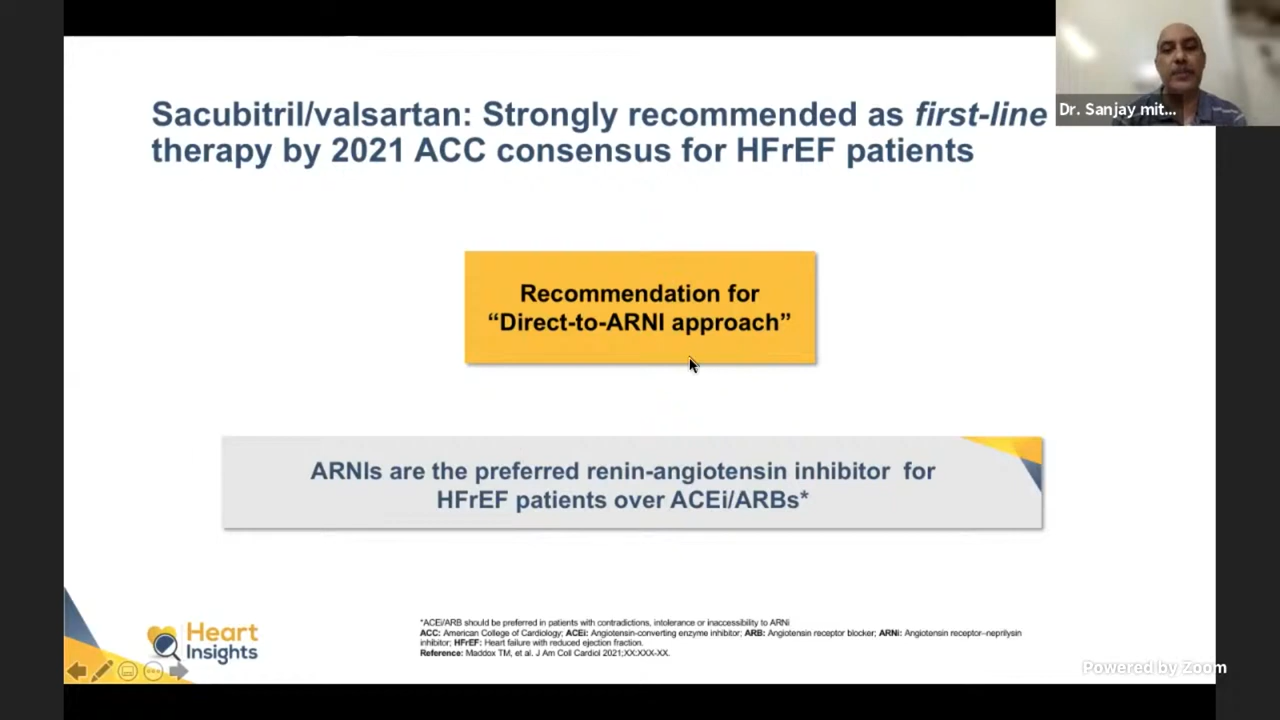 Sacubitril/valsartan: Strongly recommended as first-line
therapy by 2021 ACC consensus for HFrEF patients
Dr. Sanjay mit...
Recommendation for
“Direct-to-ARNI approach”
ARNIs are the preferred renin-angiotensin inhibitor for
HFrEF patients over ACEi/ARBs*
Heart
Insights
*ACEi/ARB should be preferred in patients with contradictions, intolerance or inaccessibility to ARNi
ACC: American College of Cardiology; ACEi: Angiotensin-converting enzyme inhibitor; ARB: Angiotensin receptor blocker; ARNi: Angiotensin receptor–neprilysin
inhibitor; HFrEF: Heart failure with reduced ejection fraction.
Reference: Maddox TM, et al. J Am Coll Cardiol 2021;XX:XXX-XX.
Powered by Zoom